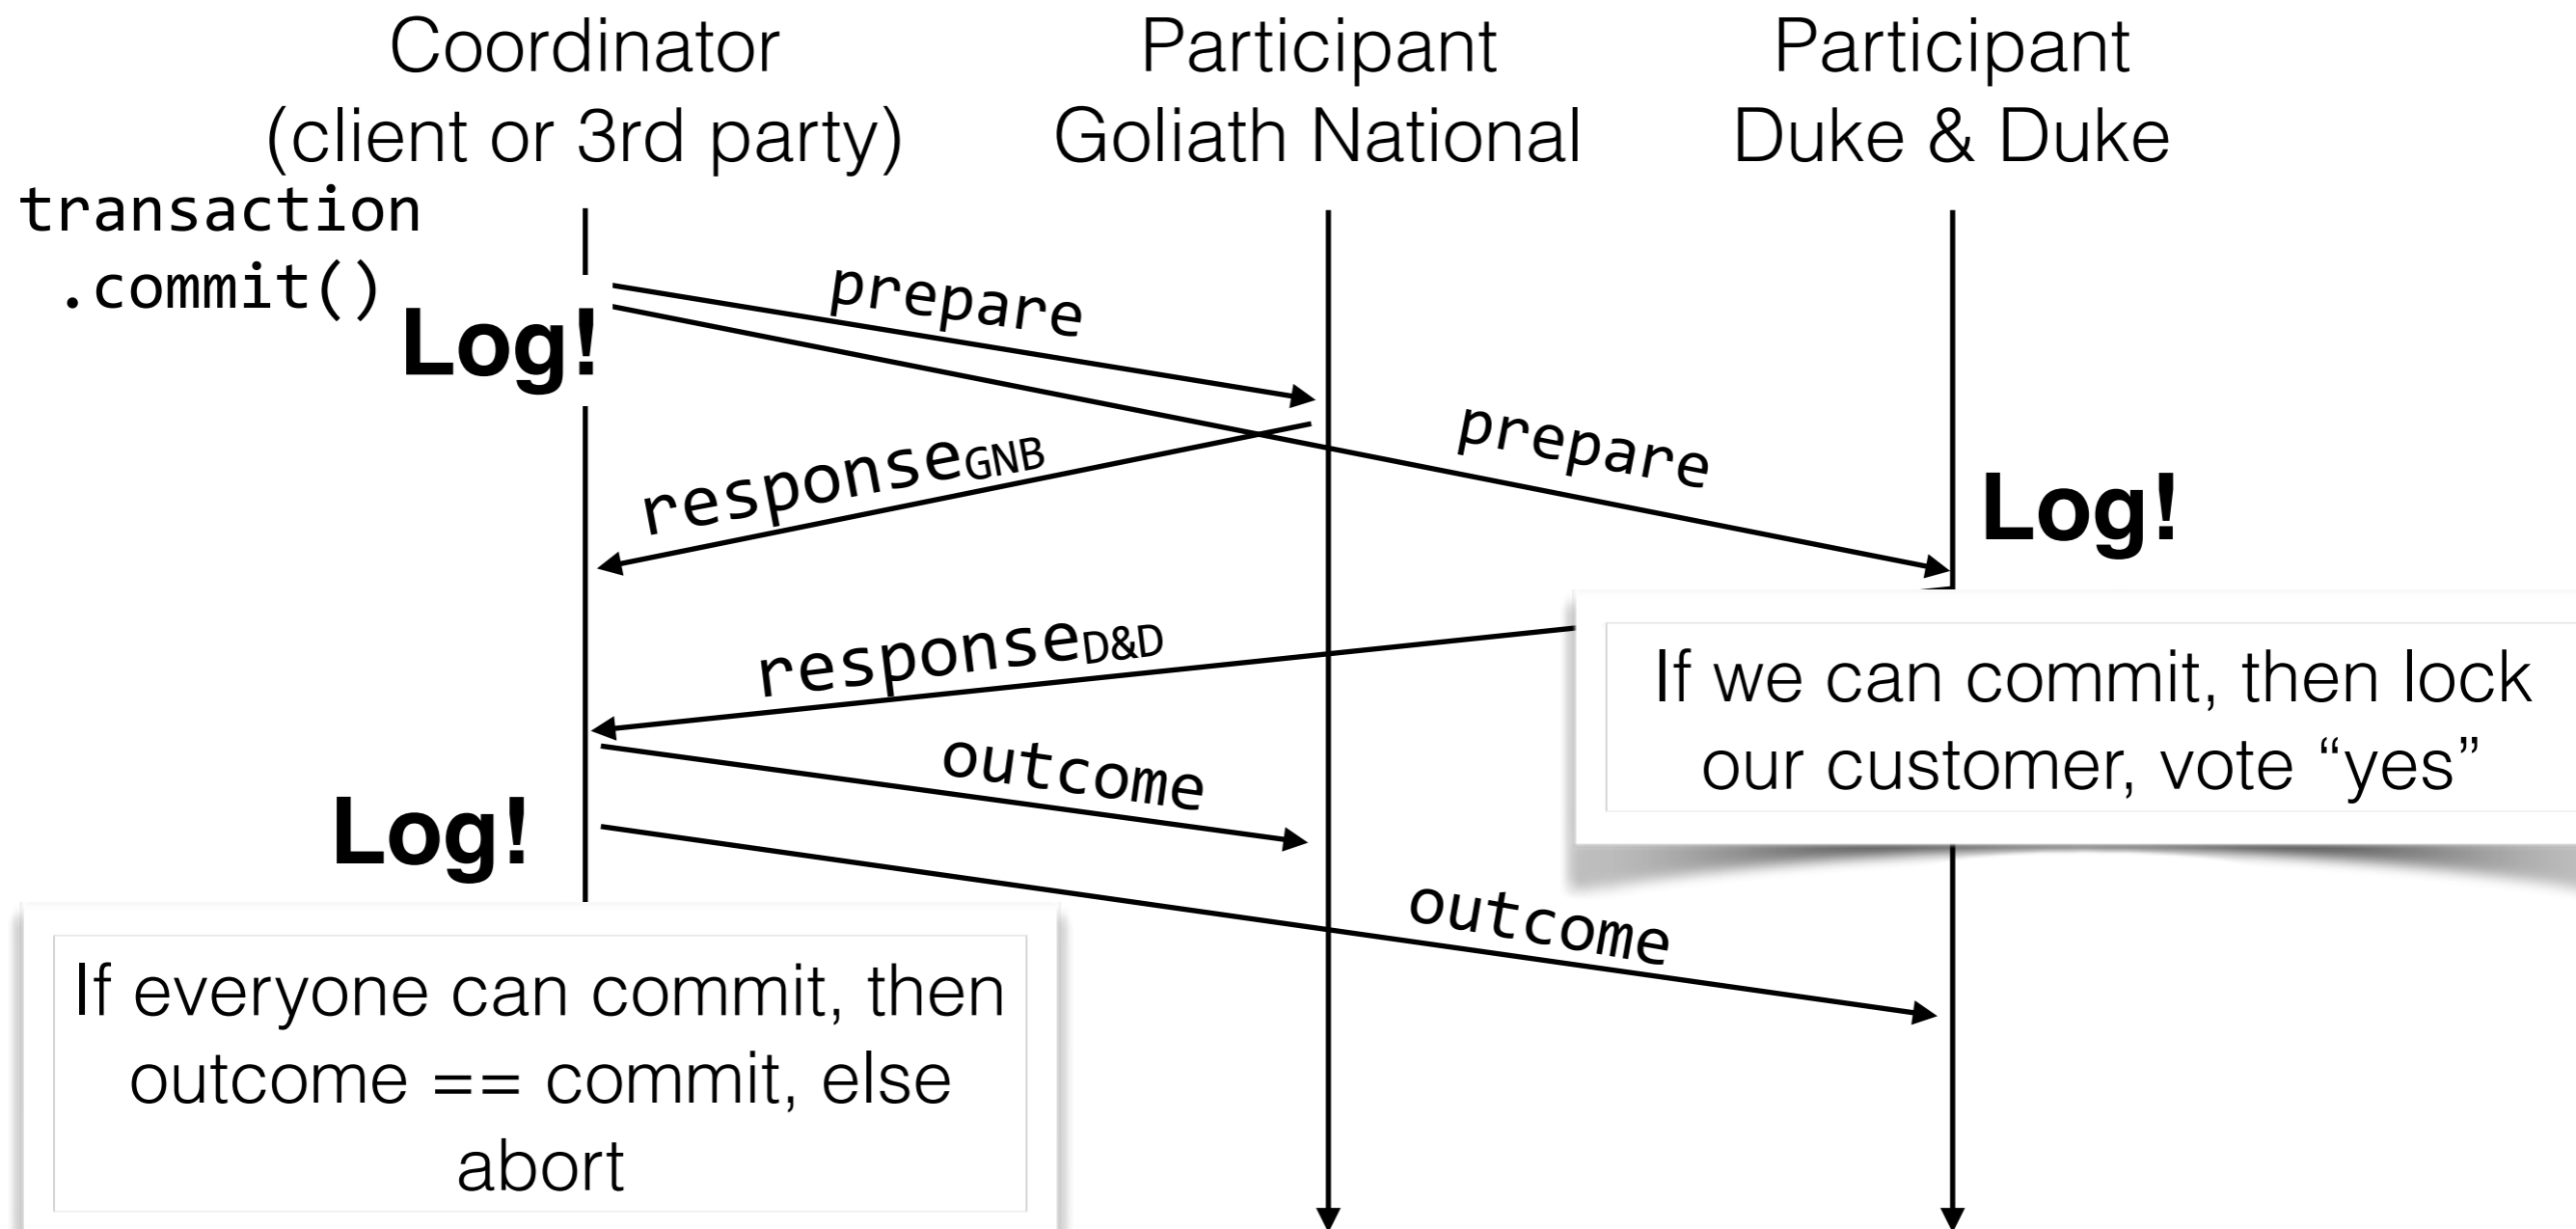 Coordinator
(client or 3rd party)
Participant
Goliath National
Participant
Duke & Duke
transaction
.commit()
Log!
prepare
prepare
responseGNB
Log!
responseD&D
If we can commit, then lock
our customer, vote “yes”
outcome
Log!
outcome
If everyone can commit, then
outcome == commit, else
abort